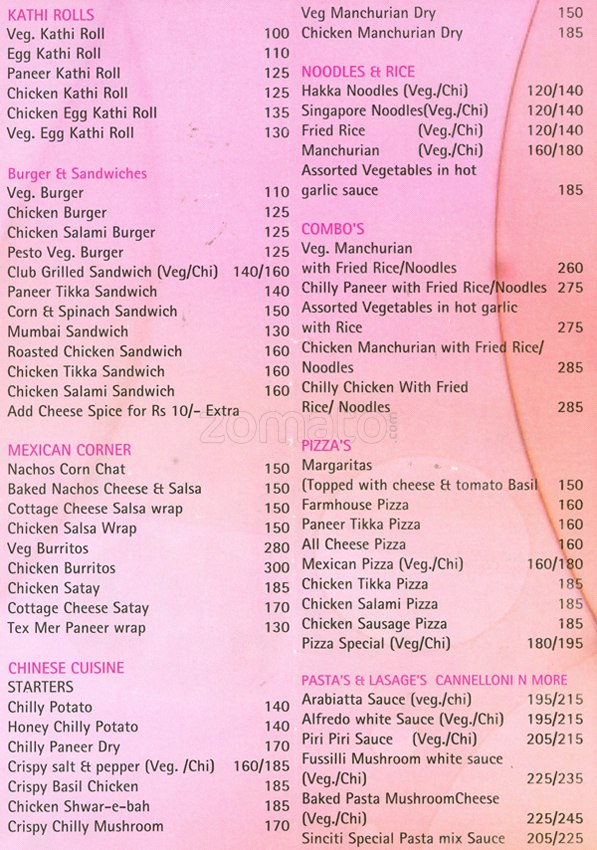 KATHI ROLLS
Veg. Kathi Roll 100
Egg Kathi Roll 110
Paneer Kathi Roll 125
Chicken Kathi Roll 125
Chicken Egg Kathi Roll 135
Veg. Egg Kathi Roll 130
Burger & Sandwiches
Veg. Burger 110
Chicken Burger 125
Chicken Salami Burger 125
Pesto Veg. Burger 125
Club Grilled Sandwich (Veg/Chi) 140/160
Paneer Tikka Sandwich 140
Corn & Spinach Sandwich 150
Mumbai Sandwich 130
Roasted Chicken Sandwich 160
Chicken Tikka Sandwich 160
Chicken Salami Sandwich 160
Add Cheese Spice for Rs 10/- Extra
MEXICAN CORNER
Nachos Corn Chat 150
Baked Nachos Cheese & Salsa 150
Cottage Cheese Salsa wrap 150
Chicken Salsa Wrap 150
Veg Burritos 280
Chicken Burritos 300
Chicken Satay 185
Cottage Cheese Satay 170
Tex Mer Paneer wrap 130
CHINESE CUISINE
STARTERS
Chilly Potato 140
Honey Chilly Potato 140
Chilly Paneer Dry 170
Crispy salt & pepper (Veg. /Chi) 160/185
Crispy Basil Chicken 185
Chicken Shwar-e-bah 185
Crispy Chilly Mushroom 170
Veg Manchurian Dry 150
Chicken Manchurian Dry 185
NOODLES & RICE
Hakka Noodles (Veg./Chi) 120/140
Singapore Noodles(Veg./Chi) 120/140
Fried Rice (Veg./Chi) 120/140
Manchurian (Veg./Chi) 160/180
Assorted Vegetables in hot
garlic sauce 185
COMBO'S
Veg. Manchurian
with Fried Rice/Noodles 260
Chilly Paneer with Fried Rice/Noodles 275
Assorted Vegetables in hot garlic
with Rice 275
Chicken Manchurian with Fried Rice/
Noodles 285
Chilly Chicken With Fried
Rice/ Noodles 285
zomato.com
PIZZA'S
Margaritas
(Topped with cheese & tomato Basil 150
Farmhouse Pizza 160
Paneer Tikka Pizza 160
All Cheese Pizza 160
Mexican Pizza (Veg./Chi) 160/180
Chicken Tikka Pizza 185
Chicken Salami Pizza 185
Chicken Sausage Pizza 185
Pizza Special (Veg/Chi) 180/195
PASTA'S & LASAGE'S CANNELLONI N MORE
Arabiatta Sauce (veg./chi) 195/215
Alfredo white Sauce (Veg./Chi) 195/215
Piri Piri Sauce (Veg./Chi) 205/215
Fussilli Mushroom white sauce
(Veg./Chi) 225/235
Baked Pasta MushroomCheese
(Veg./Chi) 225/245
Sinciti Special Pasta mix Sauce 205/225